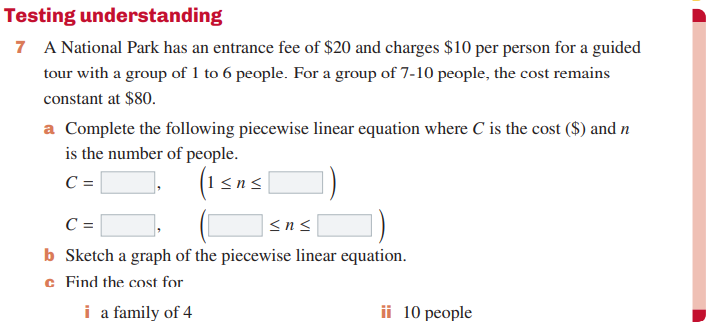 Testing understanding
7 A National Park has an entrance fee of $20 and charges $10 per person for a guided
tour with a group of 1 to 6 people. For a group of 7-10 people, the cost remains
constant at $80.
a Complete the following piecewise linear equation where C is the cost ($) and n
is the number of people.
C = , (1 ≤ n ≤ )
C = , ( ≤ n ≤ )
b Sketch a graph of the piecewise linear equation.
c Find the cost for
i a family of 4 ii 10 people